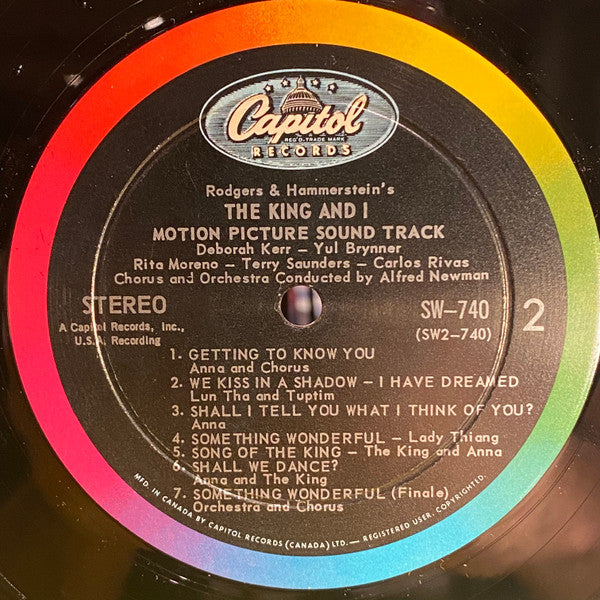 Capitol
REG'D. TRADE MARK
RECORDS
Rodgers & Hammerstein's
THE KING AND I
MOTION PICTURE SOUND TRACK
Deborah Kerr – Yul Brynner
Rita Moreno – Terry Saunders – Carlos Rivas
Chorus and Orchestra Conducted by Alfred Newman
STEREO
A Capitol Records, Inc.,
U.S.A. Recording
SW–740
(SW2–740)
2
1. GETTING TO KNOW YOU
Anna and Chorus
2. WE KISS IN A SHADOW – I HAVE DREAMED
Lun Tha and Tuptim
3. SHALL I TELL YOU WHAT I THINK OF YOU?
Anna
4. SOMETHING WONDERFUL – Lady Thiang
5. SONG OF THE KING – The King and Anna
6. SHALL WE DANCE?
Anna and The King
7. SOMETHING WONDERFUL (Finale)
Orchestra and Chorus
MFD. IN CANADA BY CAPITOL RECORDS (CANADA) LTD. — REGISTERED USER. COPYRIGHTED.